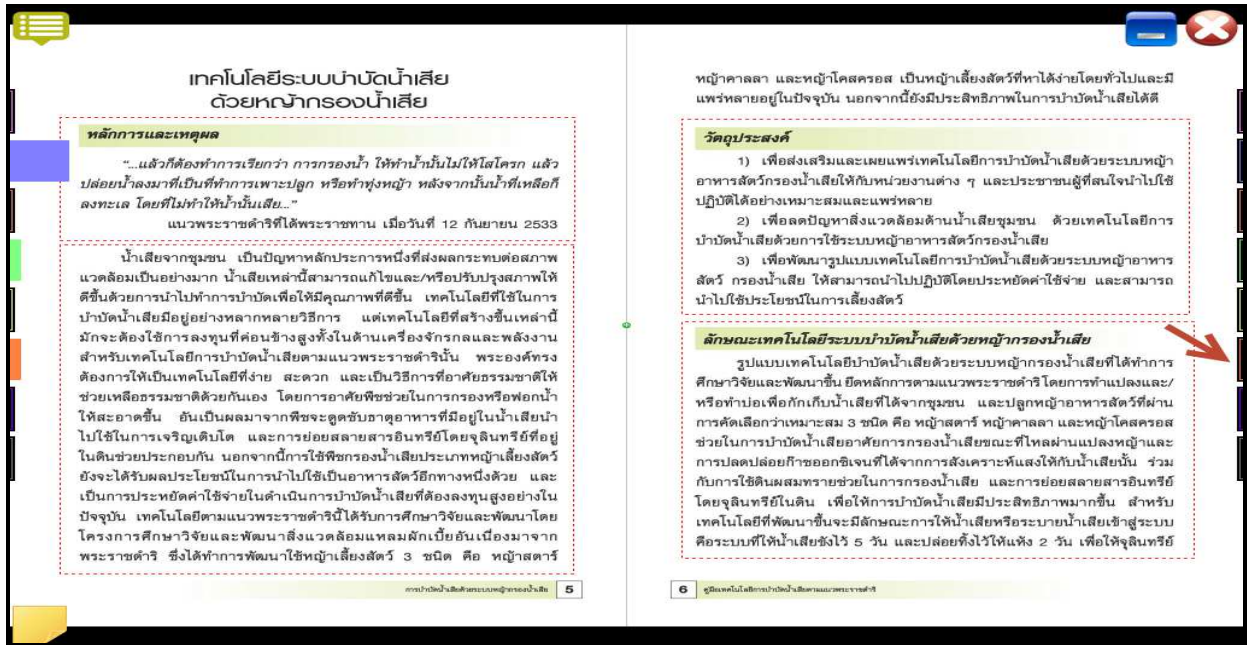 เทคโนโลยีระบบบำบัดน้ำเสีย
ด้วยหญ้ากรองน้ำเสีย
หลักการและเหตุผล
"...แล้วก็ต้องทำการเรียกว่า การกรองน้ำ ให้ทำน้ำนั้นไม่ให้โสโครก แล้ว
ปล่อยน้ำลงมาที่เป็นที่ทำการเพาะปลูก หรือทำทุ่งหญ้า หลังจากนั้นน้ำที่เหลือก็
ลงทะเล โดยที่ไม่ทำให้น้ำนั้นเสีย..."
แนวพระราชดำริที่ได้พระราชทาน เมื่อวันที่ 12 กันยายน 2533
น้ำเสียจากชุมชน เป็นปัญหาหลักประการหนึ่งที่ส่งผลกระทบต่อสภาพ
แวดล้อมเป็นอย่างมาก น้ำเสียเหล่านี้สามารถแก้ไขและ/หรือปรับปรุงสภาพให้
ดีขึ้นด้วยการนำไปทำการบำบัดเพื่อให้มีคุณภาพที่ดีขึ้น เทคโนโลยีที่ใช้ในการ
บำบัดน้ำเสียมีอยู่อย่างหลากหลายวิธีการ แต่เทคโนโลยีที่สร้างขึ้นเหล่านี้
มักจะต้องใช้การลงทุนที่ค่อนข้างสูงทั้งในด้านเครื่องจักรกลและพลังงาน
สำหรับเทคโนโลยีการบำบัดน้ำเสียตามแนวพระราชดำรินั้น พระองค์ทรง
ต้องการให้เป็นเทคโนโลยีที่ง่าย สะดวก และเป็นวิธีการที่อาศัยธรรมชาติให้
ช่วยเหลือธรรมชาติด้วยกันเอง โดยการอาศัยพืชช่วยในการกรองหรือฟอกน้ำ
ให้สะอาดขึ้น อันเป็นผลมาจากพืชจะดูดซับธาตุอาหารที่มีอยู่ในน้ำเสียนำ
ไปใช้ในการเจริญเติบโต และการย่อยสลายสารอินทรีย์โดยจุลินทรีย์ที่อยู่
ในดินช่วยประกอบกัน นอกจากนี้การใช้พืชกรองน้ำเสียประเภทหญ้าเลี้ยงสัตว์
ยังจะได้รับผลประโยชน์ในการนำไปใช้เป็นอาหารสัตว์อีกทางหนึ่งด้วย และ
เป็นการประหยัดค่าใช้จ่ายในดำเนินการบำบัดน้ำเสียที่ต้องลงทุนสูงอย่างใน
ปัจจุบัน เทคโนโลยีตามแนวพระราชดำรินี้ได้รับการศึกษาวิจัยและพัฒนาโดย
โครงการศึกษาวิจัยและพัฒนาสิ่งแวดล้อมแหลมผักเบี้ยอันเนื่องมาจาก
พระราชดำริ ซึ่งได้ทำการพัฒนาใช้หญ้าเลี้ยงสัตว์ 3 ชนิด คือ หญ้าสตาร์
การบำบัดน้ำเสียด้วยระบบหญ้ากรองน้ำเสีย 5
หญ้าคาลลา และหญ้าโคสครอส เป็นหญ้าเลี้ยงสัตว์ที่หาได้ง่ายโดยทั่วไปและมี
แพร่หลายอยู่ในปัจจุบัน นอกจากนี้ยังมีประสิทธิภาพในการบำบัดน้ำเสียได้ดี
วัตถุประสงค์
1) เพื่อส่งเสริมและเผยแพร่เทคโนโลยีการบำบัดน้ำเสียด้วยระบบหญ้า
อาหารสัตว์กรองน้ำเสียให้กับหน่วยงานต่าง ๆ และประชาชนผู้ที่สนใจนำไปใช้
ปฏิบัติได้อย่างเหมาะสมและแพร่หลาย
2) เพื่อลดปัญหาสิ่งแวดล้อมด้านน้ำเสียชุมชน ด้วยเทคโนโลยีการ
บำบัดน้ำเสียด้วยการใช้ระบบหญ้าอาหารสัตว์กรองน้ำเสีย
3) เพื่อพัฒนารูปแบบเทคโนโลยีการบำบัดน้ำเสียด้วยระบบหญ้าอาหาร
สัตว์ กรองน้ำเสีย ให้สามารถนำไปปฏิบัติโดยประหยัดค่าใช้จ่าย และสามารถ
นำไปใช้ประโยชน์ในการเลี้ยงสัตว์
ลักษณะเทคโนโลยีระบบบำบัดน้ำเสียด้วยหญ้ากรองน้ำเสีย
รูปแบบเทคโนโลยีบำบัดน้ำเสียด้วยระบบหญ้ากรองน้ำเสียที่ได้ทำการ
ศึกษาวิจัยและพัฒนาขึ้น ยึดหลักการตามแนวพระราชดำริ โดยการทำแปลงและ/
หรือทำบ่อเพื่อกักเก็บน้ำเสียที่ได้จากชุมชน และปลูกหญ้าอาหารสัตว์ที่ผ่าน
การคัดเลือกว่าเหมาะสม 3 ชนิด คือ หญ้าสตาร์ หญ้าคาลลา และหญ้าโคสครอส
ช่วยในการบำบัดน้ำเสียอาศัยการกรองน้ำเสียขณะที่ไหลผ่านแปลงหญ้าและ
การปลดปล่อยก๊าซออกซิเจนที่ได้จากการสังเคราะห์แสงให้กับน้ำเสียนั้น ร่วม
กับการใช้ดินผสมทรายช่วยในการกรองน้ำเสีย และการย่อยสลายสารอินทรีย์
โดยจุลินทรีย์ในดิน เพื่อให้การบำบัดน้ำเสียมีประสิทธิภาพมากขึ้น สำหรับ
เทคโนโลยีที่พัฒนาขึ้นจะมีลักษณะการให้น้ำเสียหรือระบายน้ำเสียเข้าสู่ระบบ
คือระบบที่ให้น้ำเสียขังไว้ 5 วัน และปล่อยทิ้งไว้ให้แห้ง 2 วัน เพื่อให้จุลินทรีย์
6 คู่มือเทคโนโลยีการบำบัดน้ำเสียตามแนวพระราชดำริ